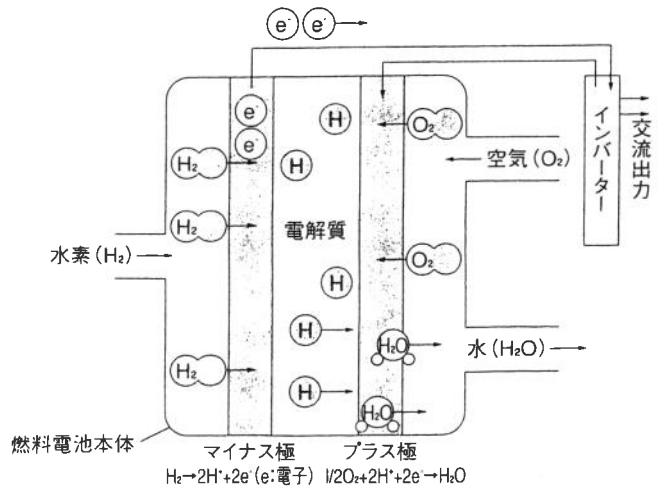 e⁻ e⁻
e⁻
e⁻
H
O₂
H₂
H
空気(O₂)
インバーター
交流出力
H₂
電解質
水素(H₂)
O₂
H
H
H₂O
水(H₂O)
H₂
H
H₂O
燃料電池本体
マイナス極
プラス極
H₂→2H⁺+2e⁻(e:電子)
1/2O₂+2H⁺+2e⁻→H₂O